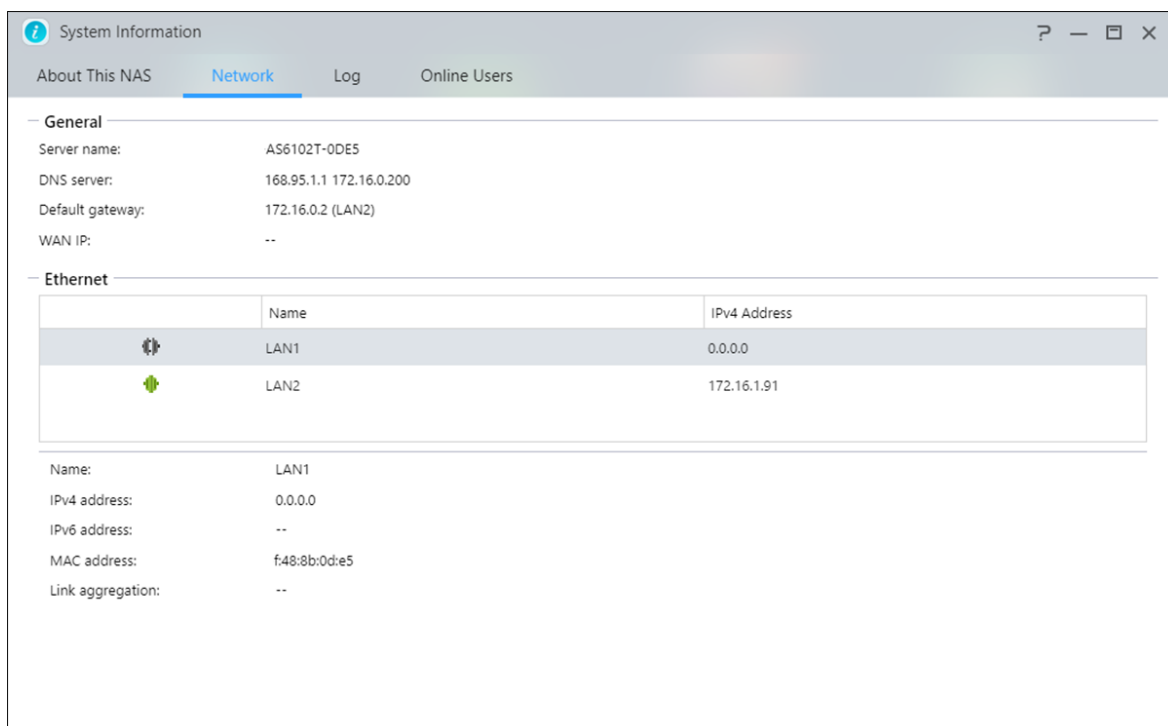 System Information
About This NAS Network Log Online Users
General
Server name: AS6102T-0DE5
DNS server: 168.95.1.1 172.16.0.200
Default gateway: 172.16.0.2 (LAN2)
WAN IP: --
Ethernet
Name IPv4 Address
LAN1 0.0.0.0
LAN2 172.16.1.91
Name: LAN1
IPv4 address: 0.0.0.0
IPv6 address: --
MAC address: f:48:8b:0d:e5
Link aggregation: --